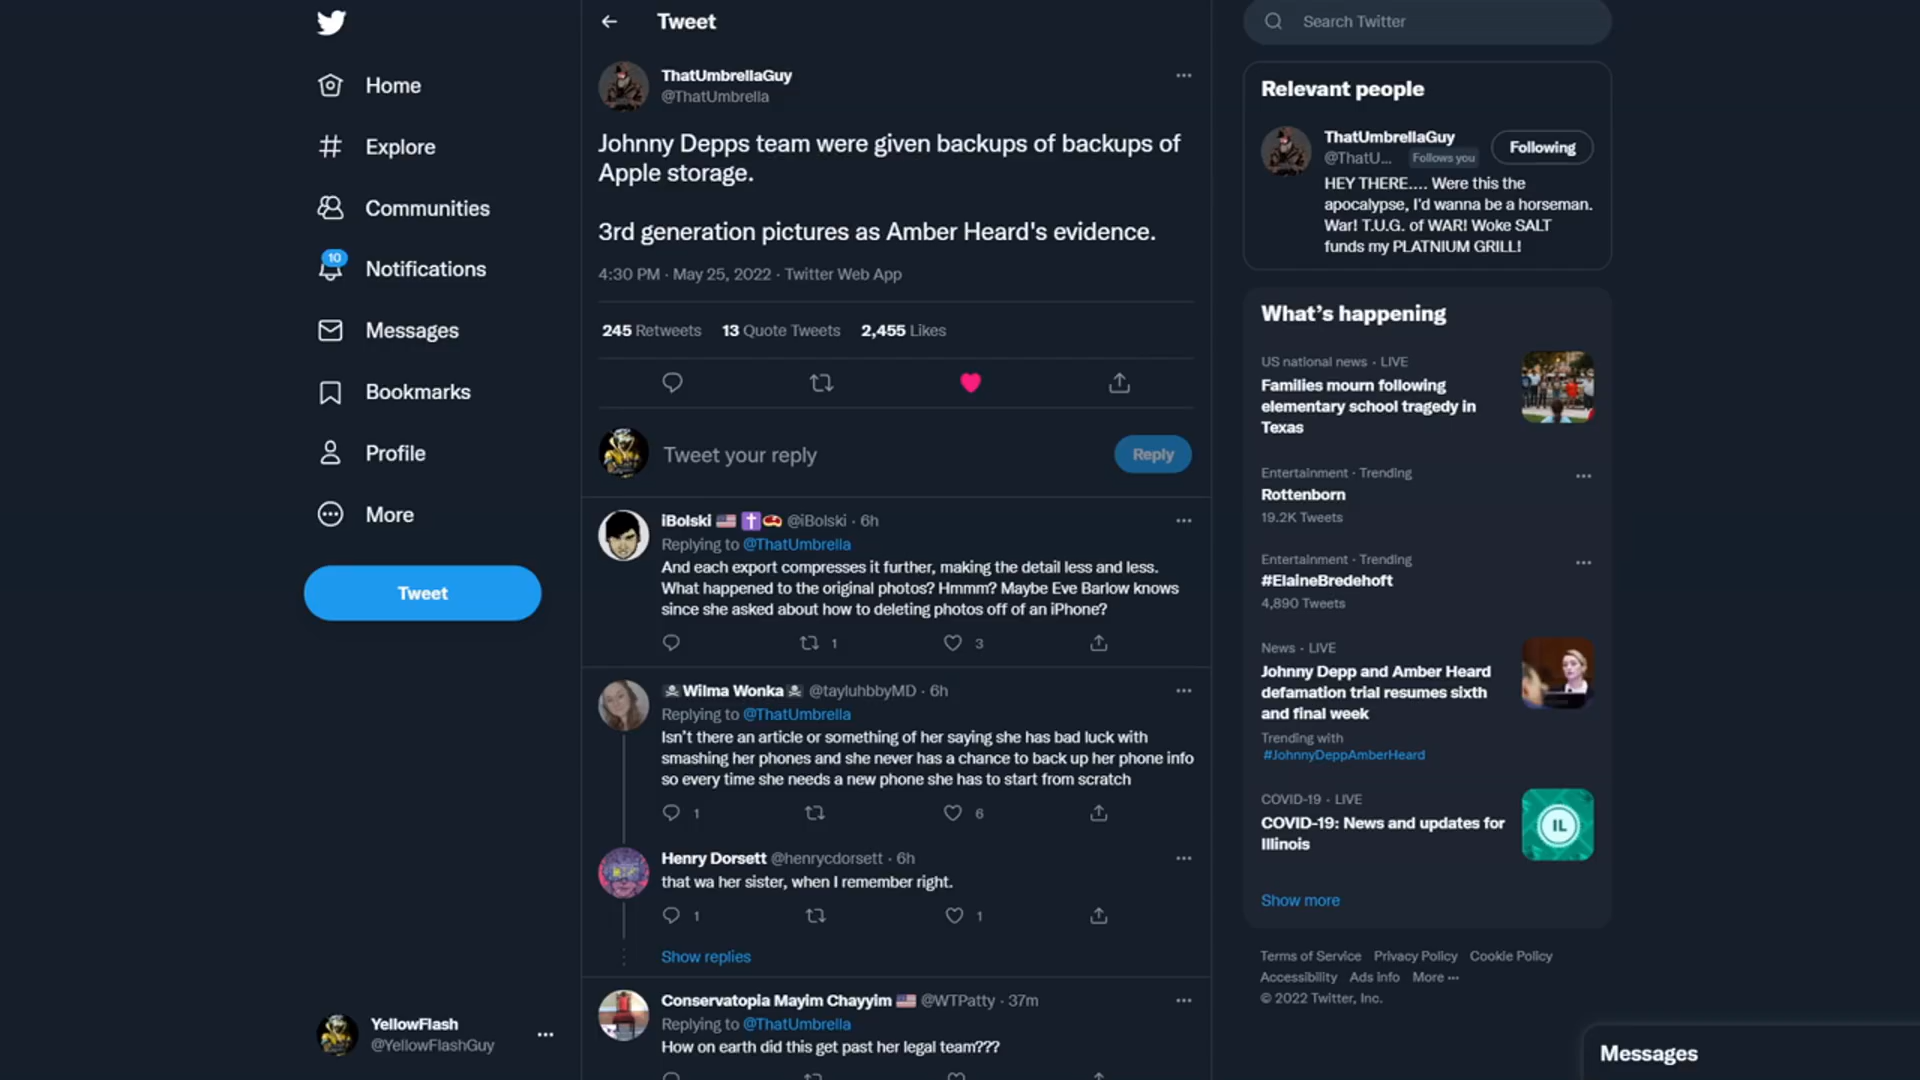 Home
Explore
Communities
10
Notifications
Messages
Bookmarks
Profile
More
Tweet
YellowFlash
@YellowFlashGuy
Tweet
ThatUmbrellaGuy
@ThatUmbrella
Johnny Depps team were given backups of backups of
Apple storage.
3rd generation pictures as Amber Heard's evidence.
4:30 PM · May 25, 2022 · Twitter Web App
245 Retweets 13 Quote Tweets 2,455 Likes
Tweet your reply
Reply
iBolski 🇺🇸 ✝️ @iBolski · 6h
Replying to @ThatUmbrella
And each export compresses it further, making the detail less and less.
What happened to the original photos? Hmmm? Maybe Eve Barlow knows
since she asked about how to deleting photos off of an iPhone?
1 3
☠️Wilma Wonka☠️ @tayluhbbyMD · 6h
Replying to @ThatUmbrella
Isn't there an article or something of her saying she has bad luck with
smashing her phones and she never has a chance to back up her phone info
so every time she needs a new phone she has to start from scratch
1 6
Henry Dorsett @henrycdorsett · 6h
that wa her sister, when I remember right.
1 1
Show replies
Conservatopia Mayim Chayyim 🇺🇸 @WTPatty · 37m
Replying to @ThatUmbrella
How on earth did this get past her legal team???
Search Twitter
Relevant people
ThatUmbrellaGuy
@ThatU... Follows you
Following
HEY THERE.... Were this the
apocalypse, I'd wanna be a horseman.
War! T.U.G. of WAR! Woke SALT
funds my PLATNIUM GRILL!
What's happening
US national news · LIVE
Families mourn following
elementary school tragedy in
Texas
Entertainment · Trending
Rottenborn
19.2K Tweets
Entertainment · Trending
#ElaineBredehoft
4,890 Tweets
News · LIVE
Johnny Depp and Amber Heard
defamation trial resumes sixth
and final week
Trending with
#JohnnyDeppAmberHeard
COVID-19 · LIVE
COVID-19: News and updates for
Illinois
IL
Show more
Terms of Service Privacy Policy Cookie Policy
Accessibility Ads info More ···
© 2022 Twitter, Inc.
Messages